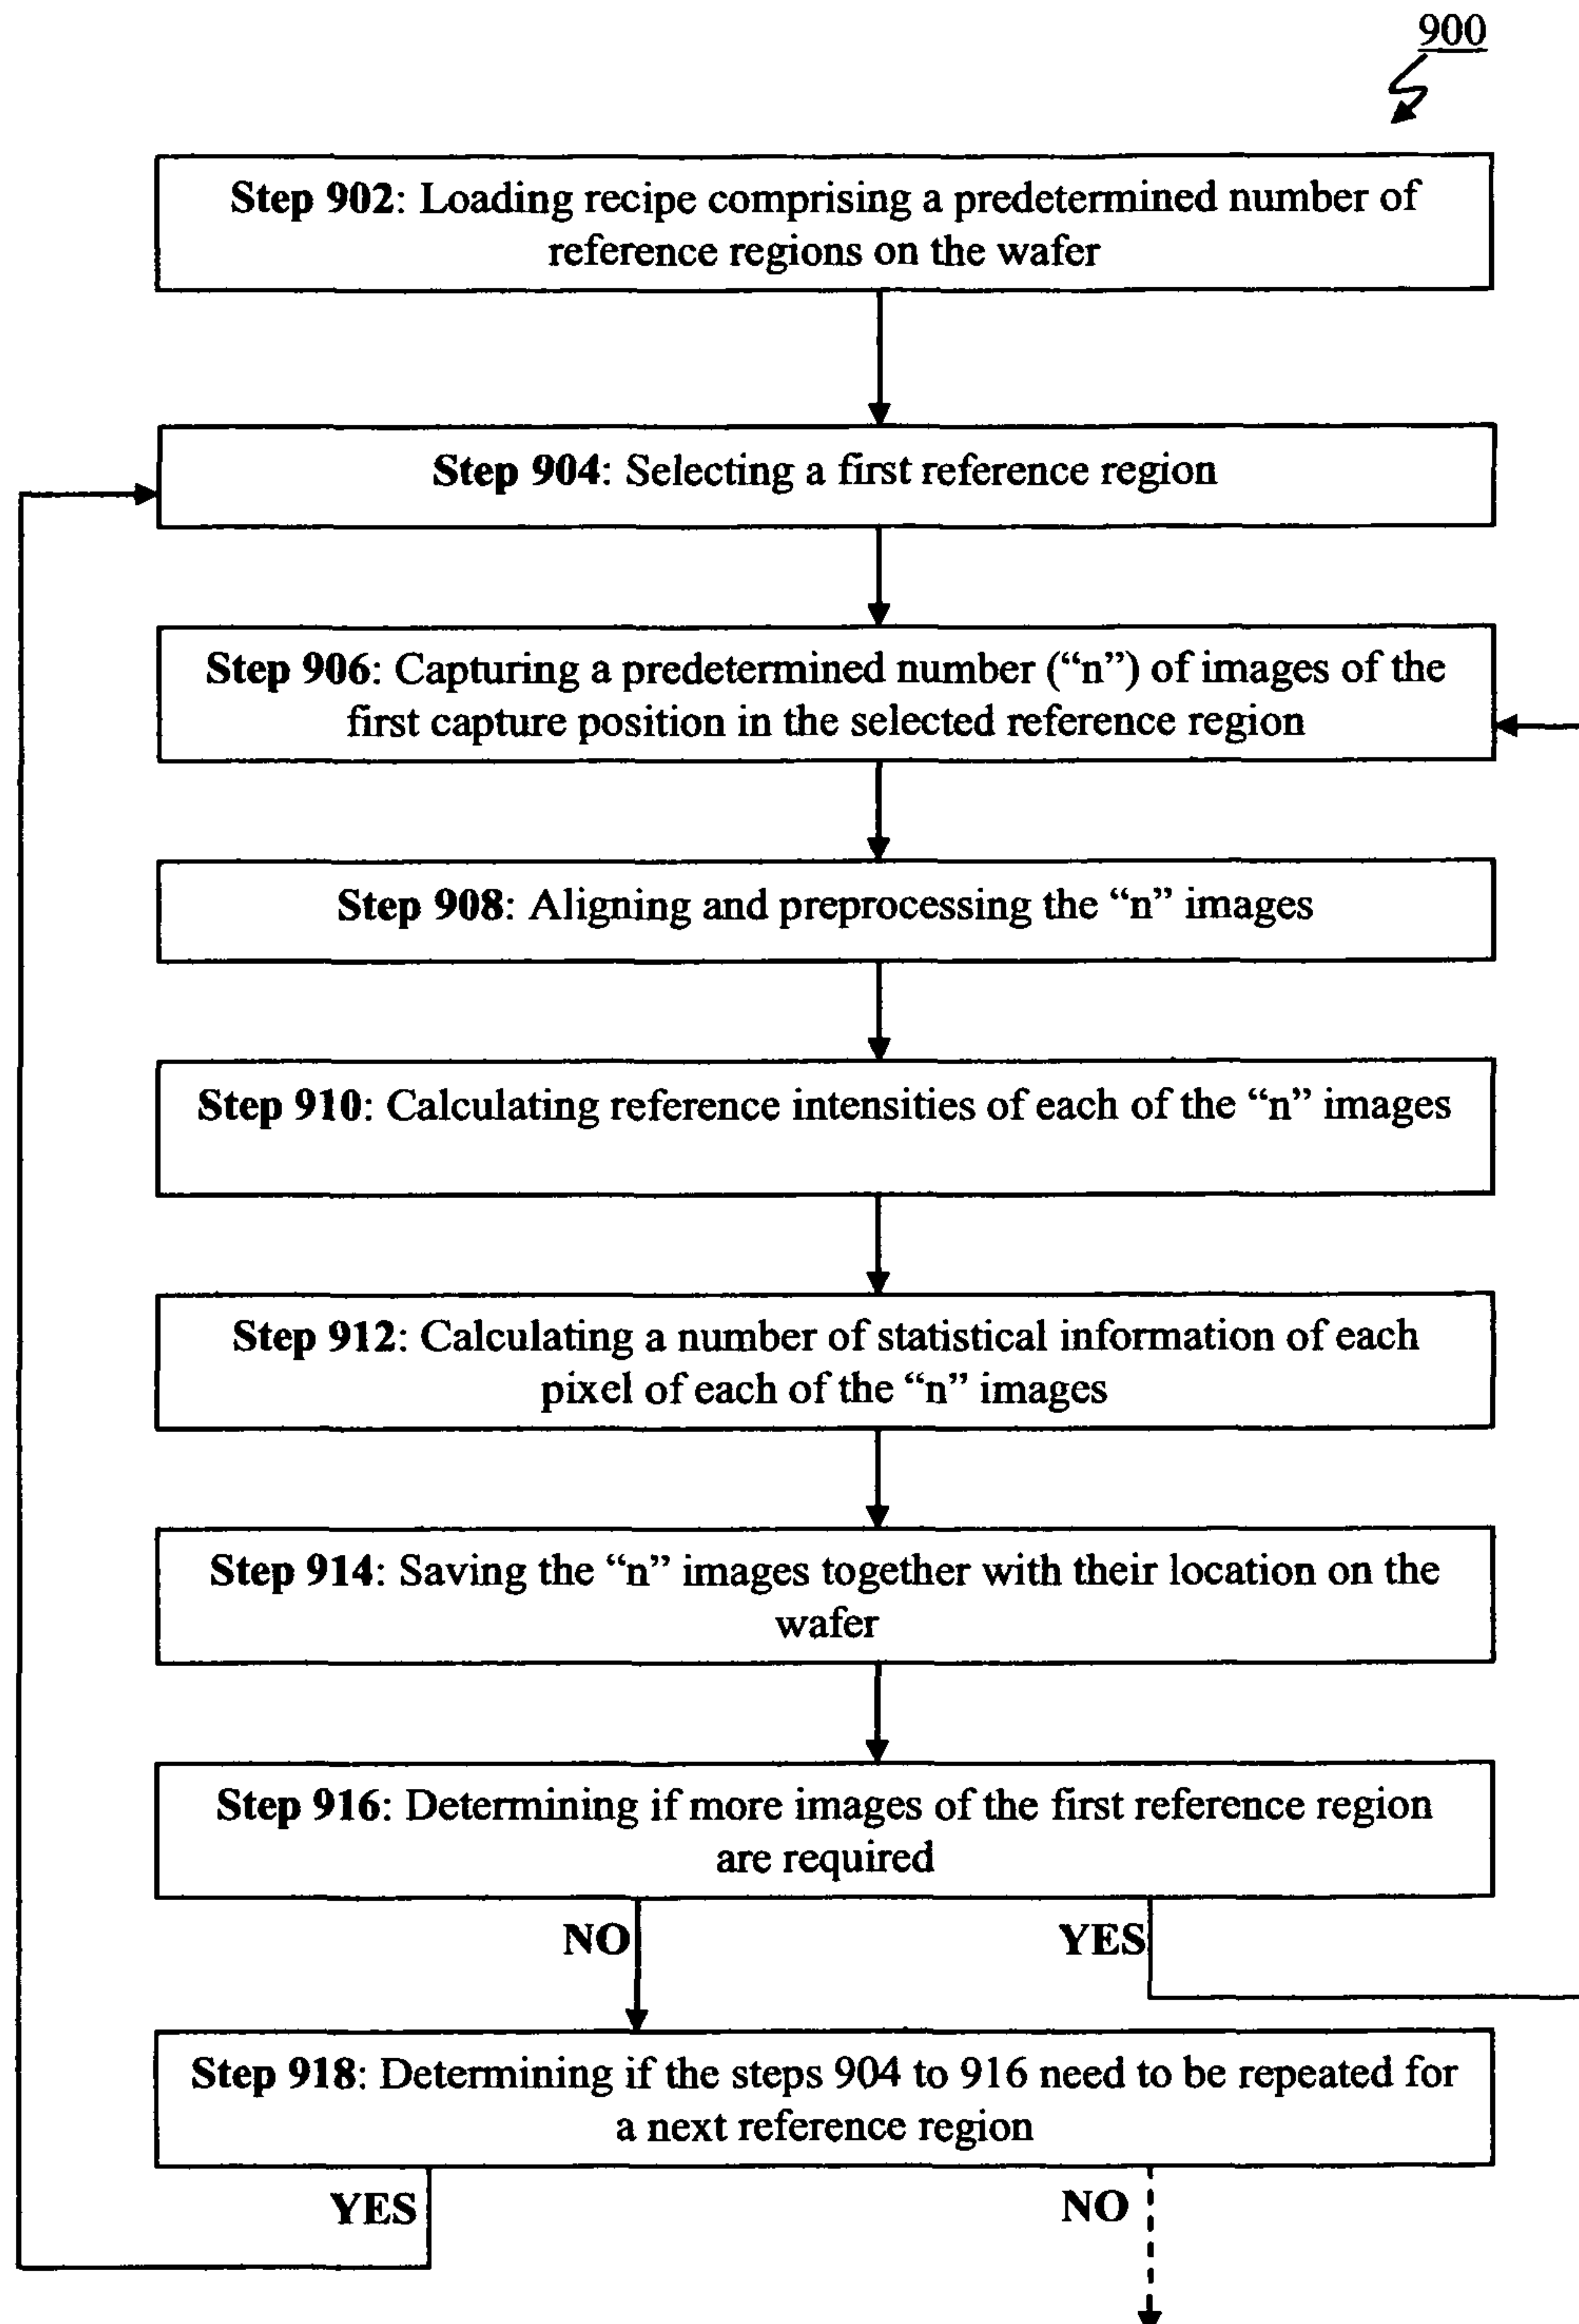 900
Step 902: Loading recipe comprising a predetermined number of
reference regions on the wafer
Step 904: Selecting a first reference region
Step 906: Capturing a predetermined number (“n”) of images of the
first capture position in the selected reference region
Step 908: Aligning and preprocessing the “n” images
Step 910: Calculating reference intensities of each of the “n” images
Step 912: Calculating a number of statistical information of each
pixel of each of the “n” images
Step 914: Saving the “n” images together with their location on the
wafer
Step 916: Determining if more images of the first reference region
are required
NO
YES
Step 918: Determining if the steps 904 to 916 need to be repeated for
a next reference region
YES
NO